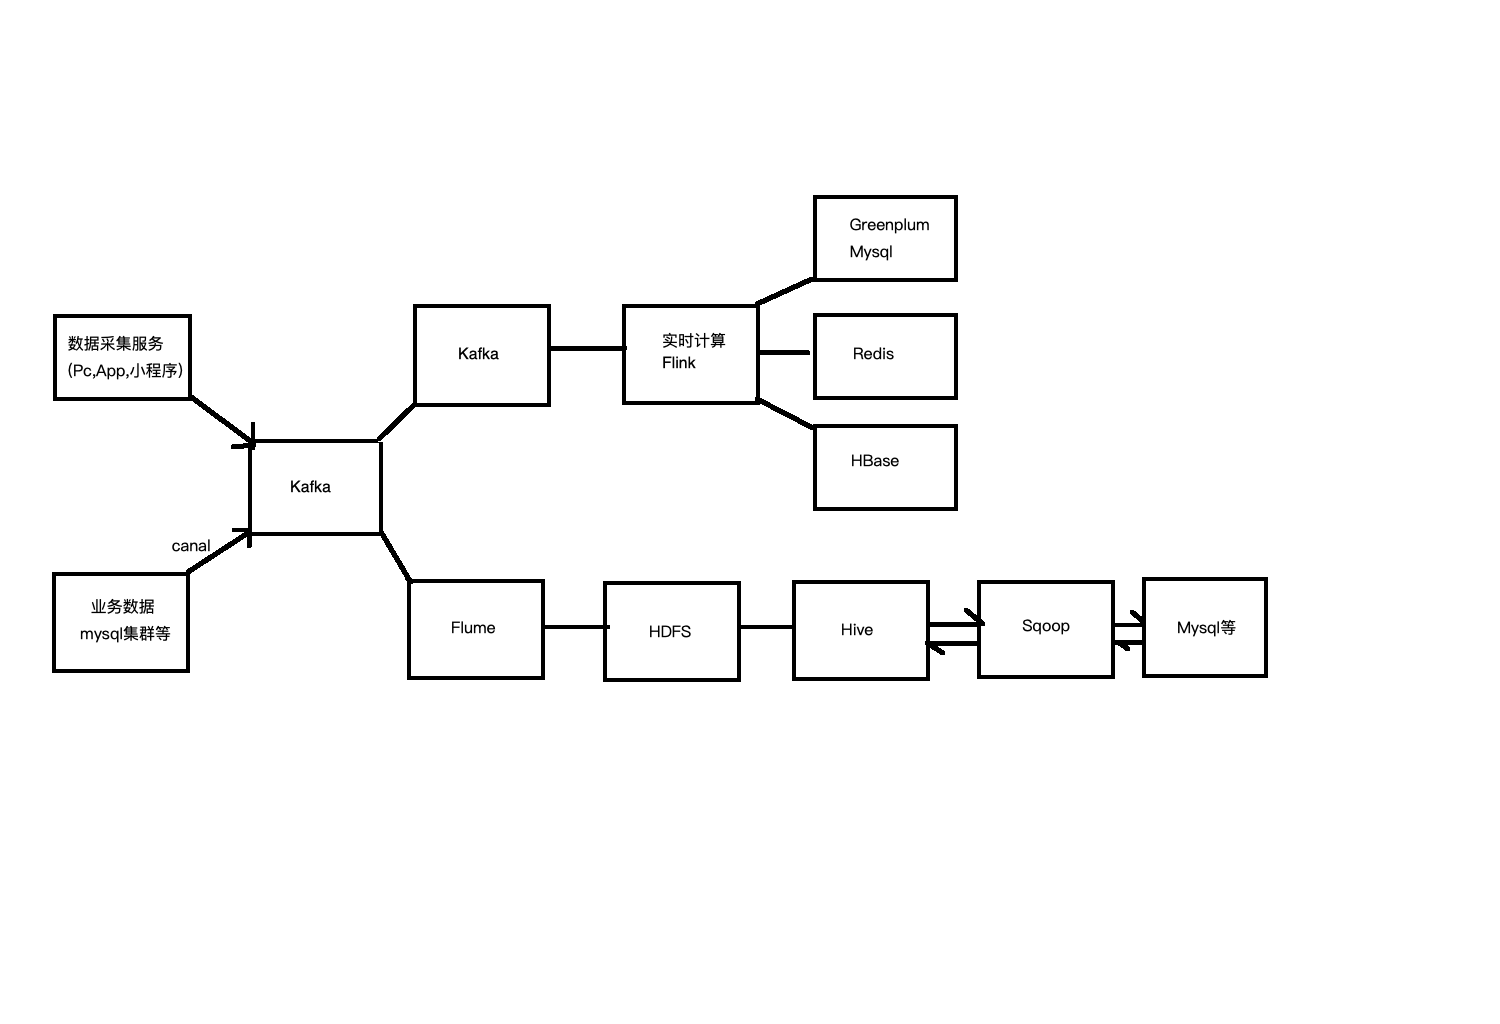 Greenplum
Mysql
数据采集服务
(Pc,App,小程序)
Kafka
实时计算
Flink
Redis
HBase
Kafka
canal
业务数据
mysql集群等
Flume
HDFS
Hive
Sqoop
Mysql等